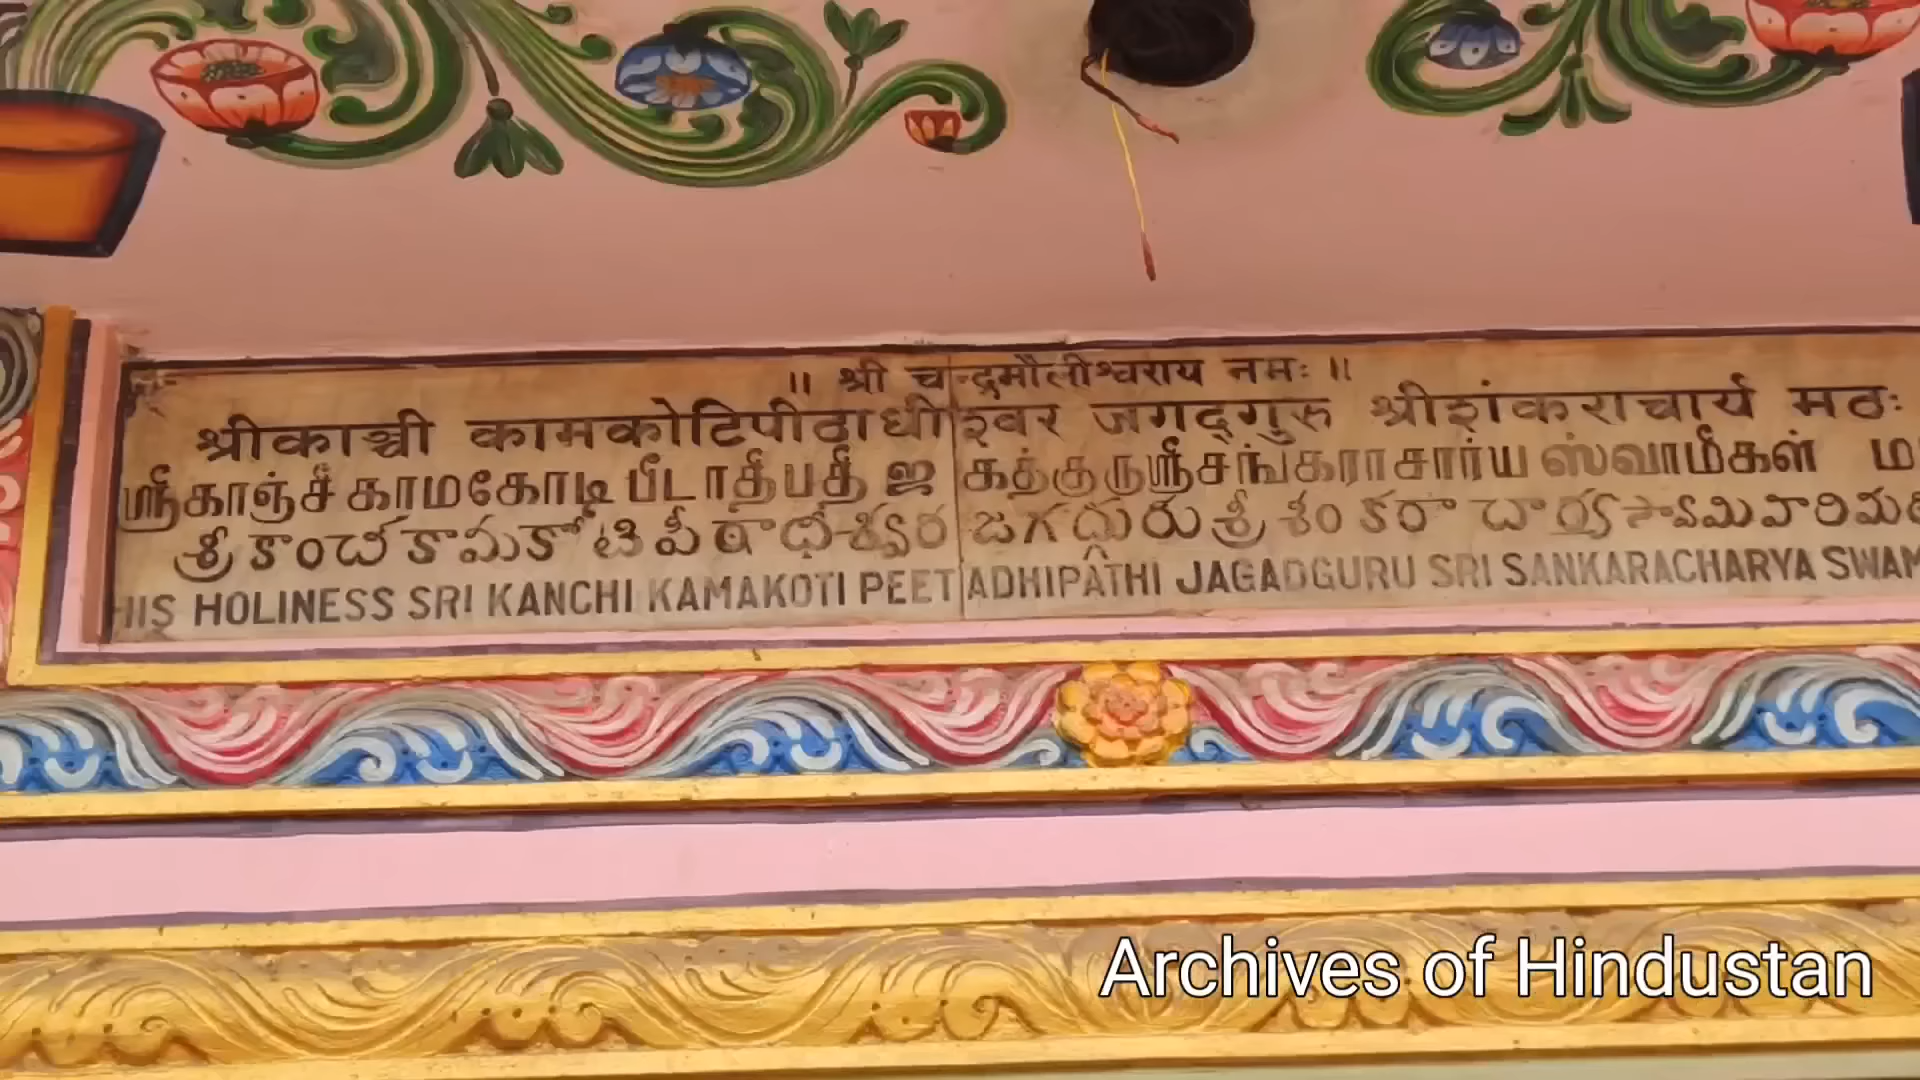 ॥ श्री चन्द्रमौलीश्वराय नमः ॥
श्रीकाञ्ची कामकोटिपीठाधीश्वर जगद्गुरु श्रीशंकराचार्य मठः
ஸ்ரீகாஞ்சீ காமகோடி பீடாதீபதீ ஜகத்குருஸ்ரீசங்கராசார்ய ஸ்வாமீகள்
శ్రీ కాంచీ కామకోటి పీఠాధీశ్వర జగద్గురు శ్రీ శంకరాచార్య స్వామివారి
HIS HOLINESS SRI KANCHI KAMAKOTI PEETADHIPATHI JAGADGURU SRI SANKARACHARYA SWAM
Archives of Hindustan